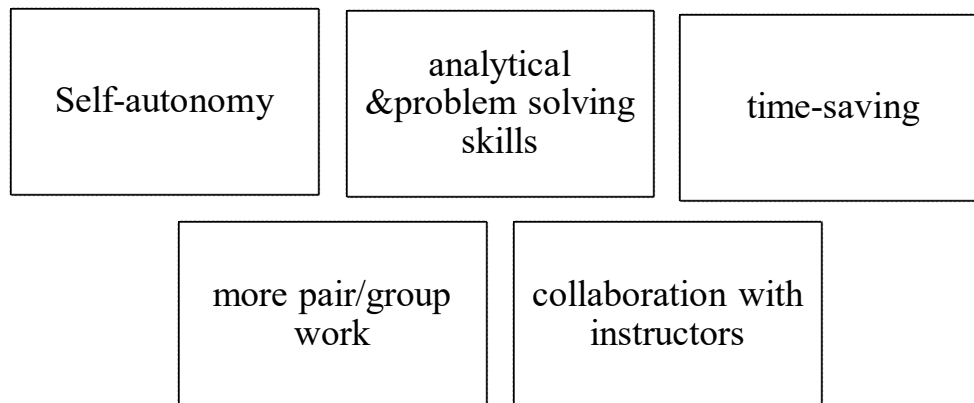 Self-autonomy
analytical
&problem solving
skills
time-saving
more pair/group
work
collaboration with
instructors